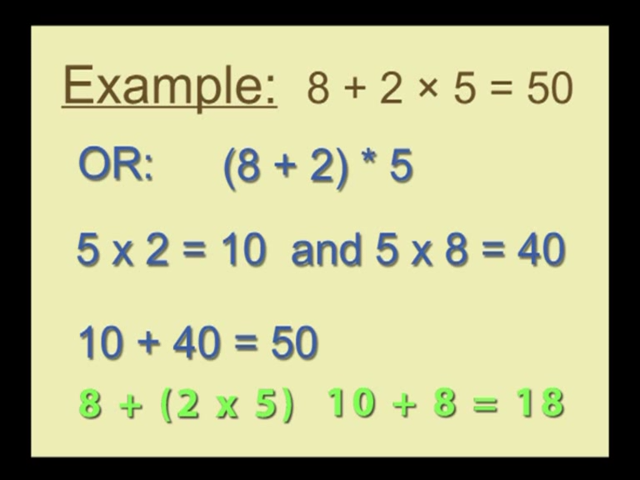 Example: 8 + 2 × 5 = 50
OR: (8 + 2) * 5
5 x 2 = 10 and 5 x 8 = 40
10 + 40 = 50
8 + (2 x 5) 10 + 8 = 18